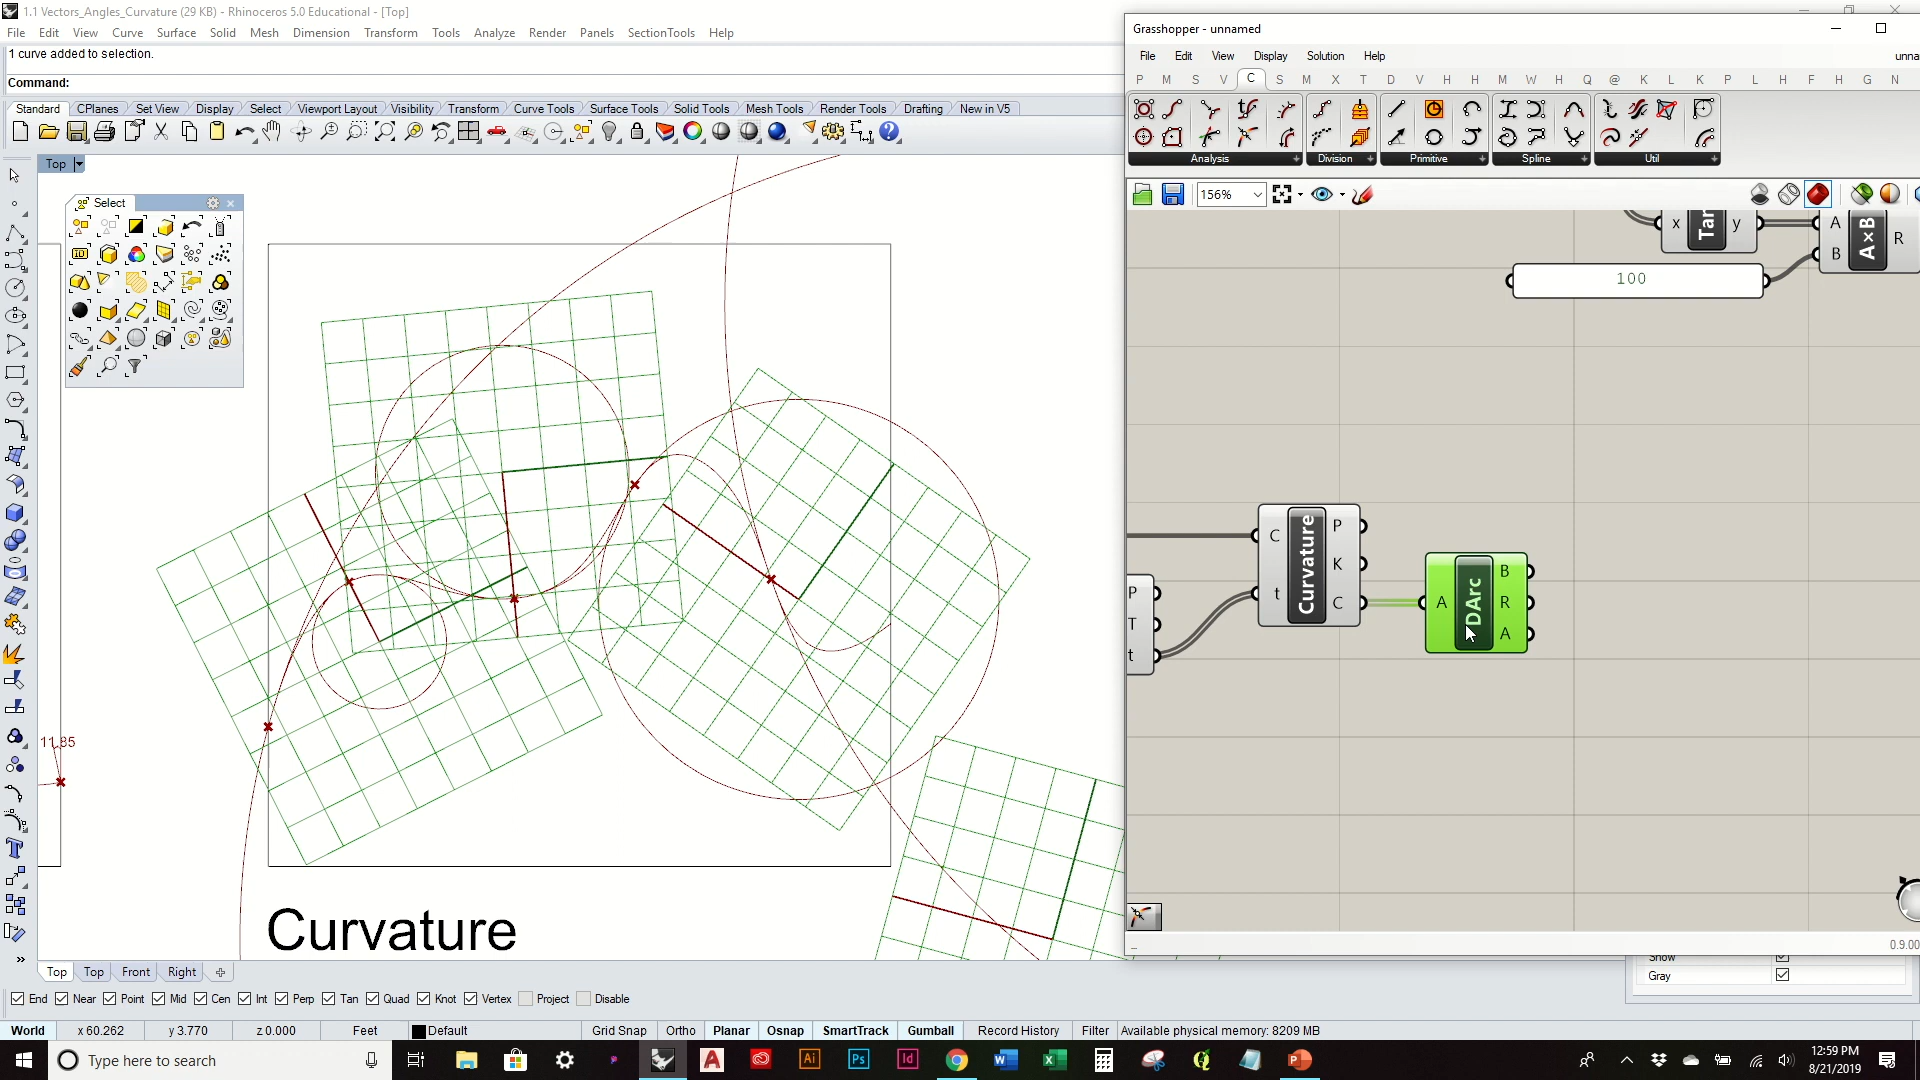 1.1 Vectors_Angles_Curvature (29 KB) - Rhinoceros 5.0 Educational - [Top]
File Edit View Curve Surface Solid Mesh Dimension Transform Tools Analyze Render Panels SectionTools Help
1 curve added to selection.
Command:
Standard CPlanes Set View Display Select Viewport Layout Visibility Transform Curve Tools Surface Tools Solid Tools Mesh Tools Render Tools Drafting New in V5
Top
Select
11.85
Curvature
Grasshopper - unnamed
File Edit View Display Solution Help
unna
P M S V C S M X T D V H H M W H Q @ K L K P L H F H G N
Analysis Division Primitive Spline Util
156%
x Tan y
A B A×B R
100
C t Curvature P K C
P T t
A DArc B R A
0.9.00
Show
Gray
Top Top Front Right
End Near Point Mid Cen Int Perp Tan Quad Knot Vertex Project Disable
World x 60.262 y 3.770 z 0.000 Feet Default Grid Snap Ortho Planar Osnap SmartTrack Gumball Record History Filter Available physical memory: 8209 MB
Type here to search
12:59 PM
8/21/2019